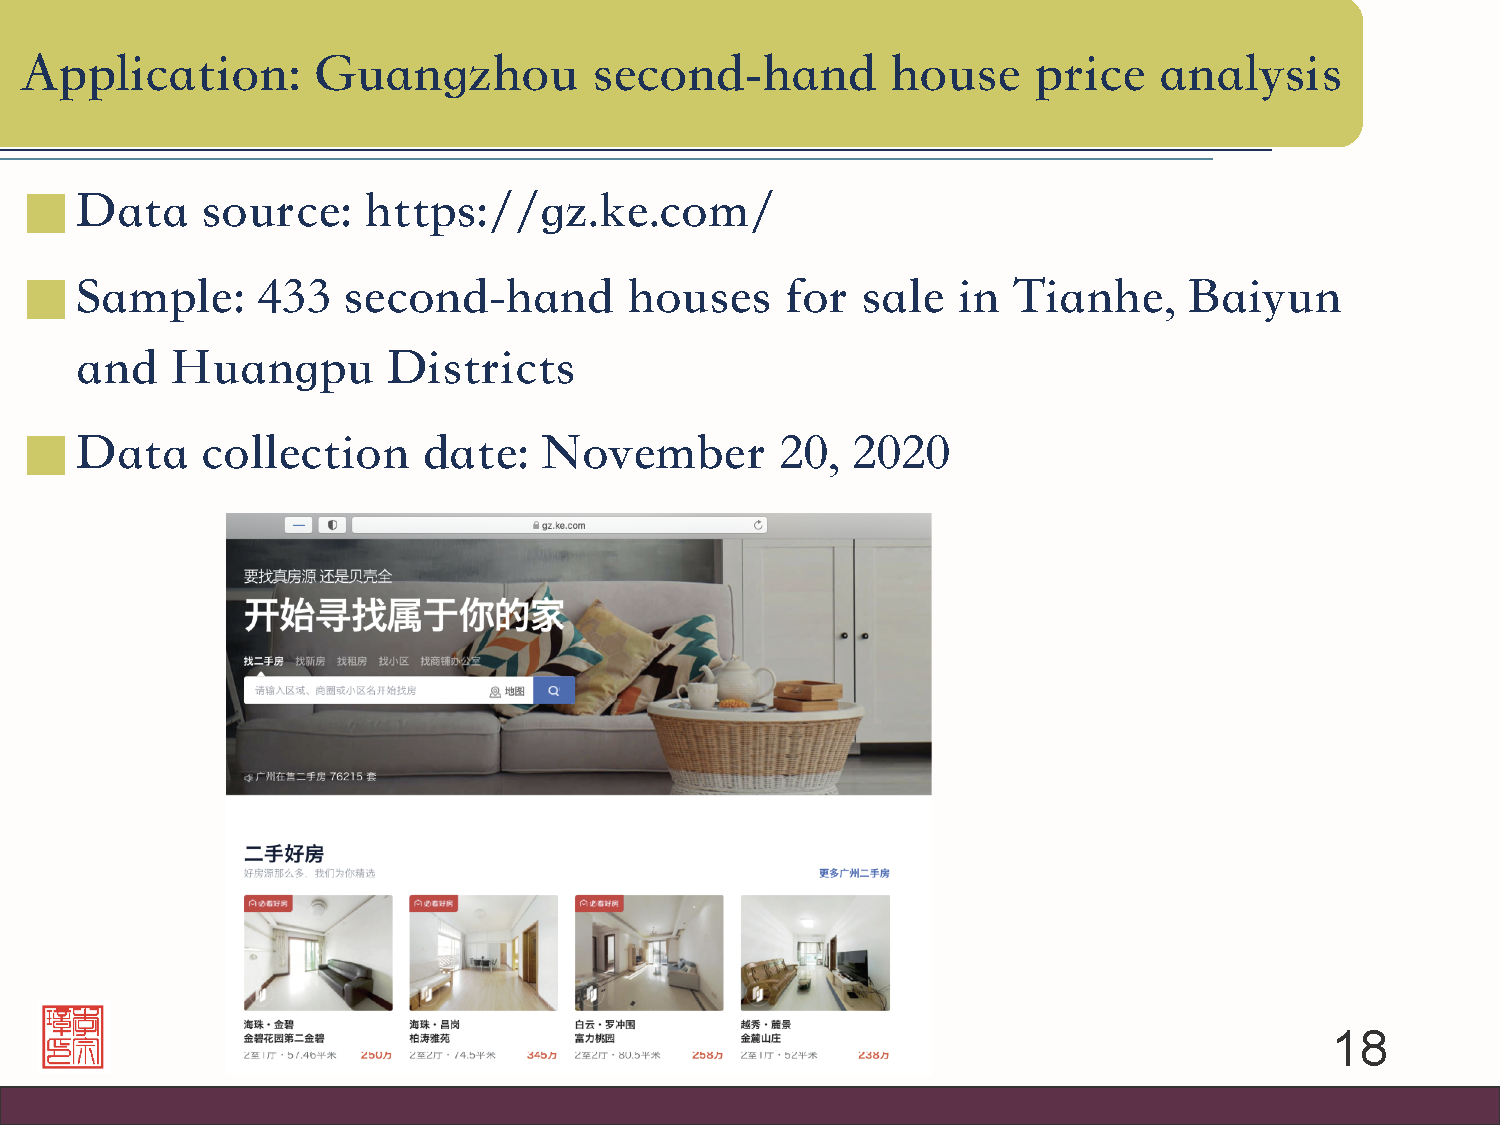 Application: Guangzhou second-hand house price analysis
Data source: https://gz.ke.com/
Sample: 433 second-hand houses for sale in Tianhe, Baiyun
and Huangpu Districts
Data collection date: November 20, 2020
gz.ke.com
要找真房源 还是贝壳全
开始寻找属于你的家
找二手房 找新房 找租房 找小区 找商铺办公室
请输入区域、商圈或小区名开始找房 地图
广州在售二手房 76215 套
二手好房
好房源那么多，我们为你精选 更多广州二手房
必看好房 必看好房 必看好房
海珠·金碧 海珠·昌岗 白云·罗冲围 越秀·麓景
金碧花园第二金碧 柏涛雅苑 富力桃园 金麓山庄
2室1厅·57.46平米 250万 2室2厅·74.5平米 345万 2室2厅·80.5平米 258万 2室1厅·52平米 238万
18